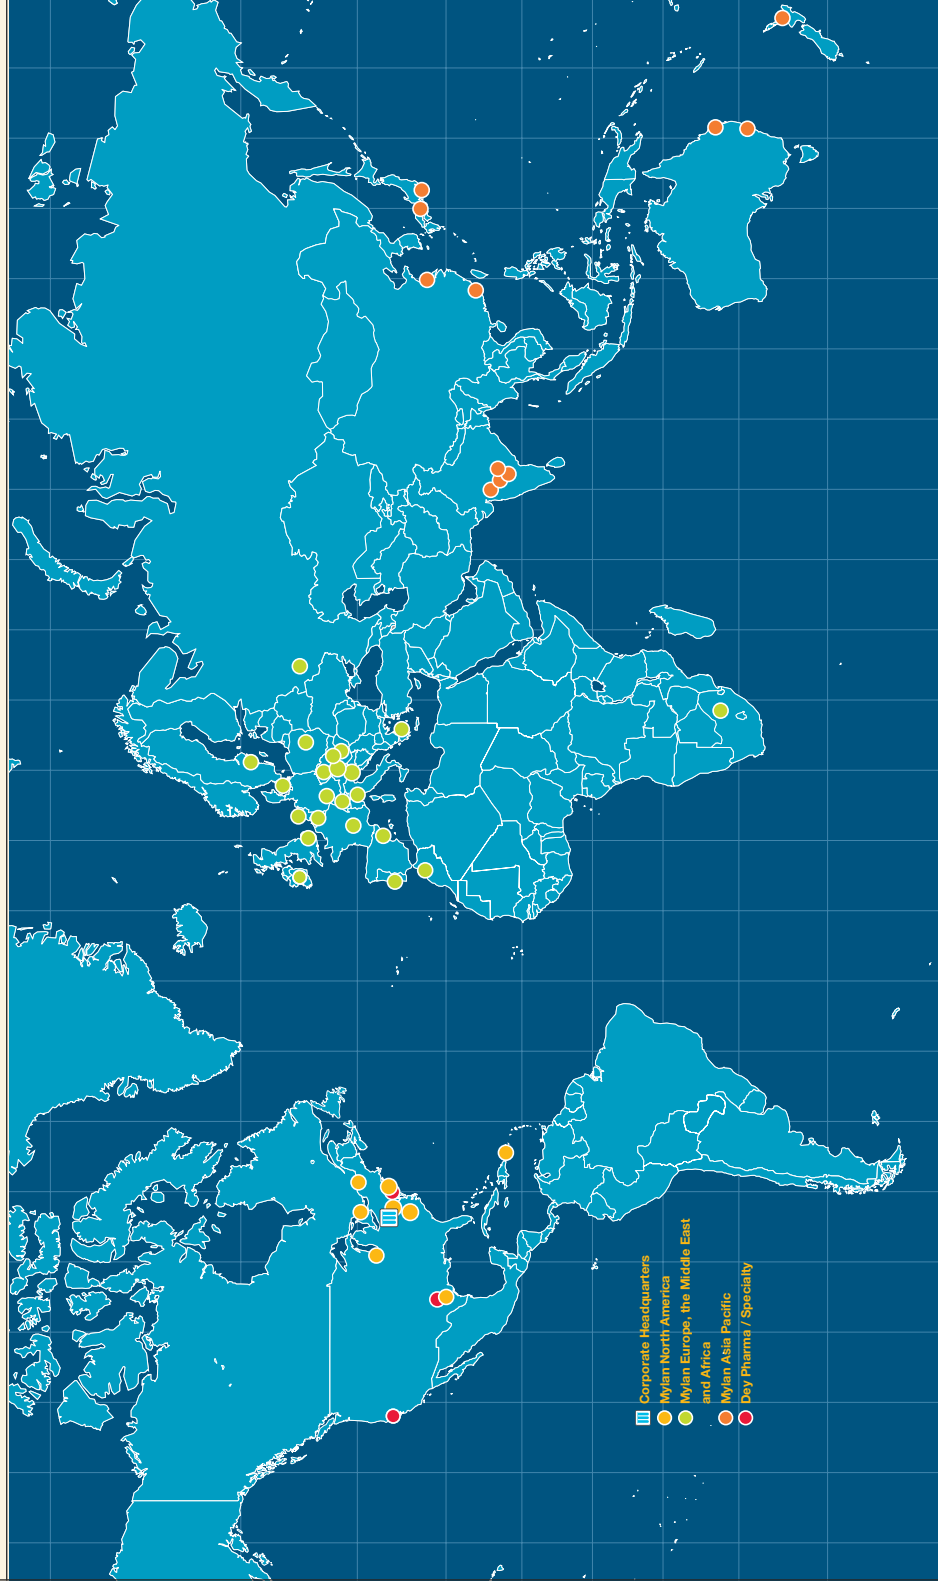 Corporate Headquarters
Mylan North America
Mylan Europe, the Middle East
and Africa
Mylan Asia Pacific
Dey Pharma / Specialty